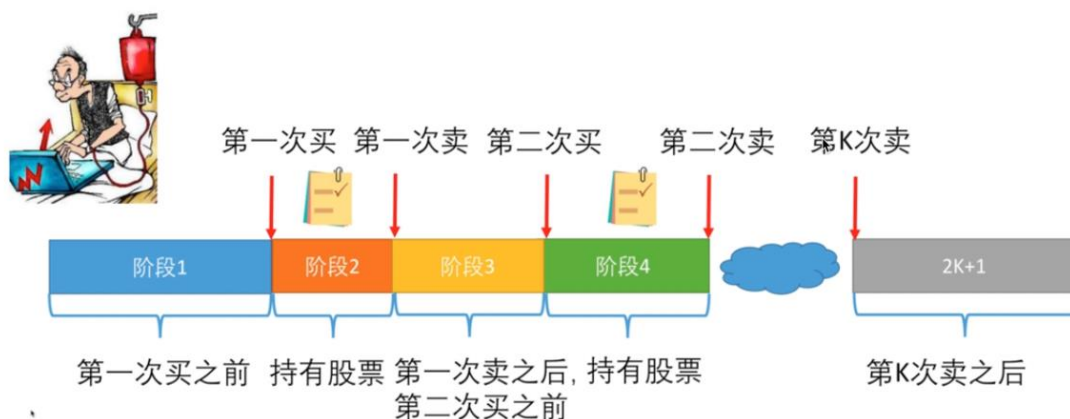 第一次买
第一次卖
第二次买
第二次卖
第K次卖
阶段1
阶段2
阶段3
阶段4
2K+1
第一次买之前
持有股票
第一次卖之后,
第二次买之前
持有股票
第K次卖之后